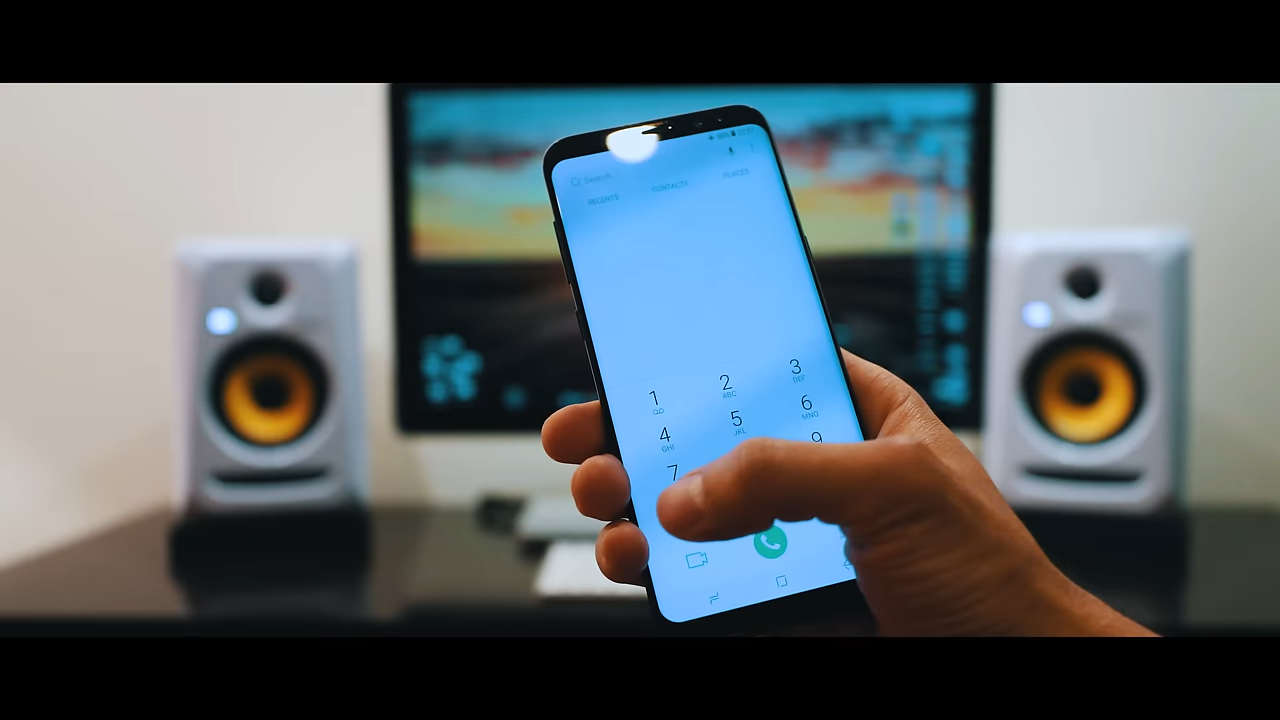 Search
RECENTS CONTACTS PLACES
1 2 3
ABC DEF
4 5 6
GHI JKL MNO
7 9